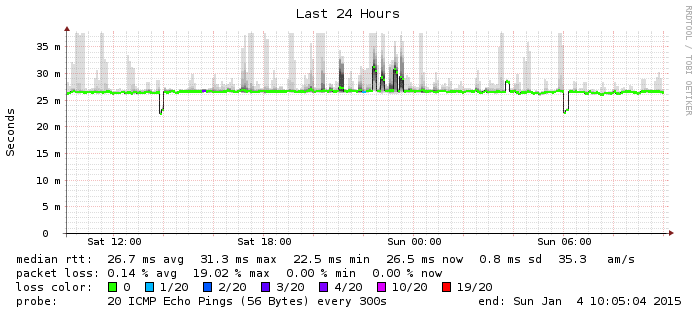 Last 24 Hours
RRDTOOL / TOBI OETIKER
Seconds
35 m
30 m
25 m
20 m
15 m
10 m
5 m
0
Sat 12:00 Sat 18:00 Sun 00:00 Sun 06:00
median rtt: 26.7 ms avg 31.3 ms max 22.5 ms min 26.5 ms now 0.8 ms sd 35.3 am/s
packet loss: 0.14 % avg 19.02 % max 0.00 % min 0.00 % now
loss color: 0 1/20 2/20 3/20 4/20 10/20 19/20
probe: 20 ICMP Echo Pings (56 Bytes) every 300s end: Sun Jan 4 10:05:04 2015